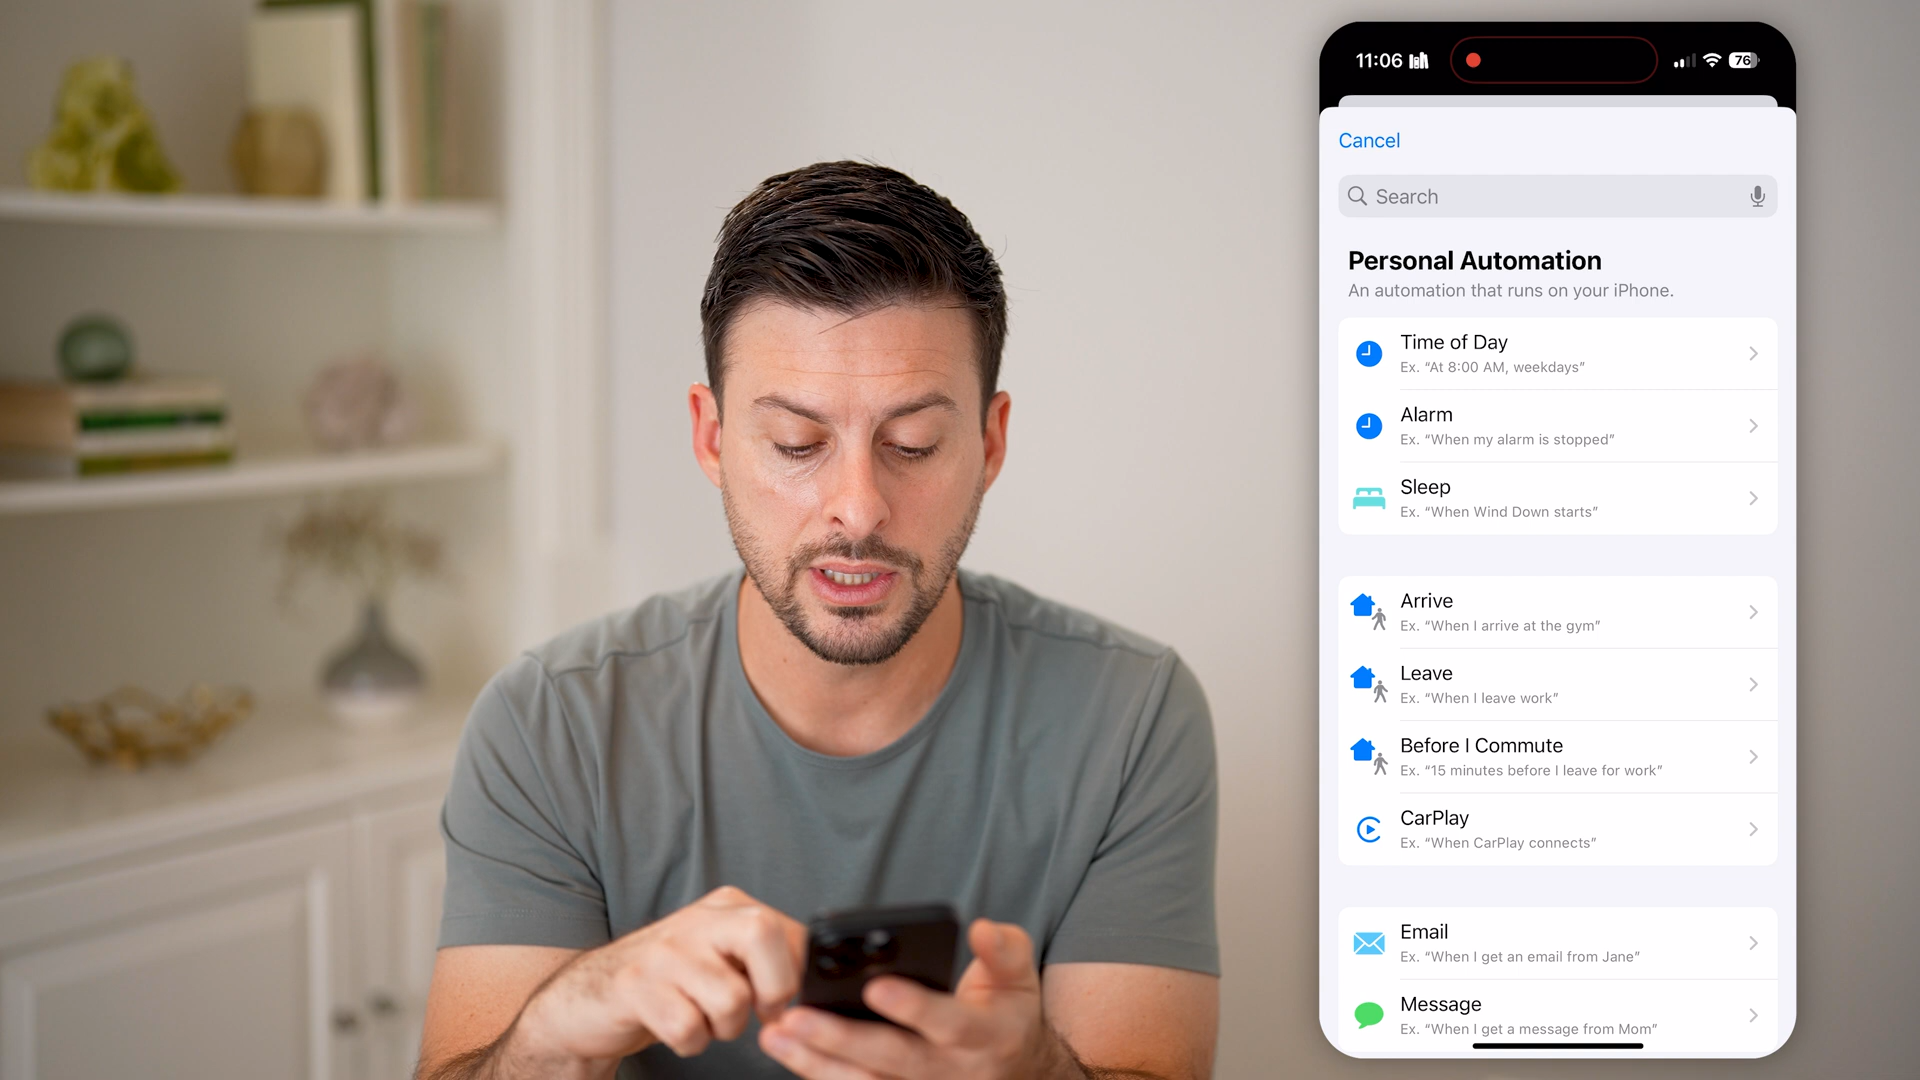 11:06
76
Cancel
Search
Personal Automation
An automation that runs on your iPhone.
Time of Day
Ex. “At 8:00 AM, weekdays”
Alarm
Ex. “When my alarm is stopped”
Sleep
Ex. “When Wind Down starts”
Arrive
Ex. “When I arrive at the gym”
Leave
Ex. “When I leave work”
Before I Commute
Ex. “15 minutes before I leave for work”
CarPlay
Ex. “When CarPlay connects”
Email
Ex. “When I get an email from Jane”
Message
Ex. “When I get a message from Mom”